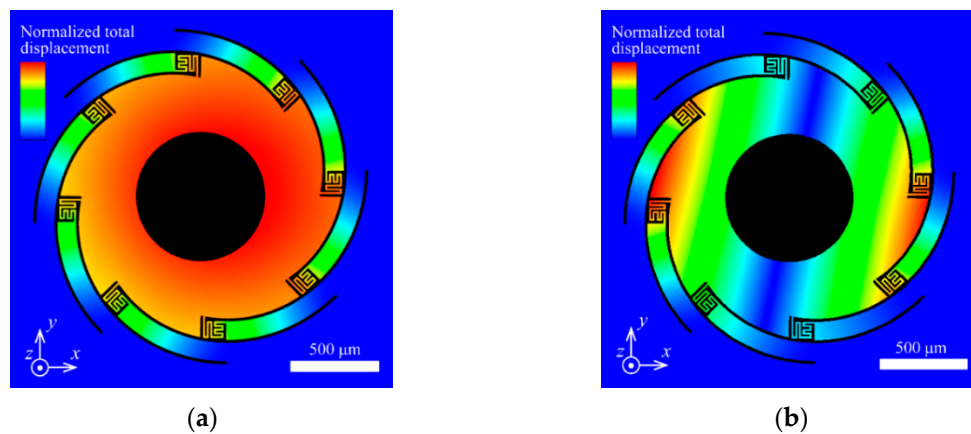 Normalized total
displacement
y
z
x
500 μm
(a)
Normalized total
displacement
y
z
x
500 μm
(b)